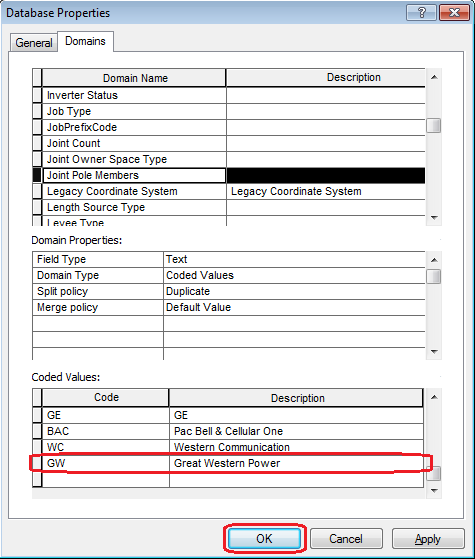 Database Properties ?
General Domains
Domain Name Description
Inverter Status
Job Type
JobPrefixCode
Joint Count
Joint Owner Space Type
Joint Pole Members
Legacy Coordinate System Legacy Coordinate System
Length Source Type
Levee Type
Domain Properties:
Field Type Text
Domain Type Coded Values
Split policy Duplicate
Merge policy Default Value
Coded Values:
Code Description
GE GE
BAC Pac Bell & Cellular One
WC Western Communication
GW Great Western Power
OK Cancel Apply